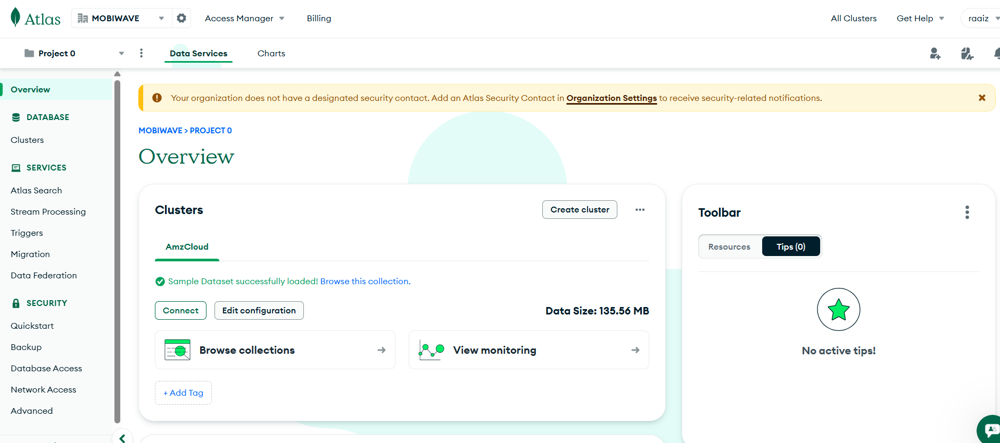 Atlas
MOBIWAVE
Access Manager
Billing
All Clusters
Get Help
raaiz
Project 0
Data Services
Charts
Overview
DATABASE
Clusters
SERVICES
Atlas Search
Stream Processing
Triggers
Migration
Data Federation
SECURITY
Quickstart
Backup
Database Access
Network Access
Advanced
Your organization does not have a designated security contact. Add an Atlas Security Contact in Organization Settings to receive security-related notifications.
MOBIWAVE > PROJECT 0
Overview
Clusters
Create cluster
AmzCloud
Sample Dataset successfully loaded! Browse this collection.
Connect
Edit configuration
Data Size: 135.56 MB
Browse collections
View monitoring
+ Add Tag
Toolbar
Resources
Tips (0)
No active tips!